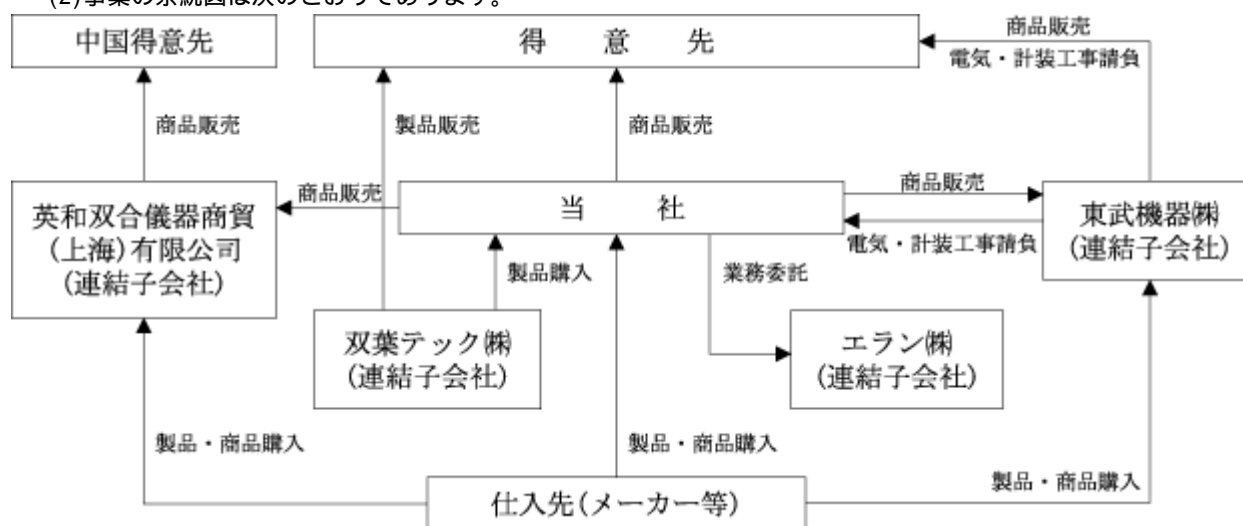 (2)事業の系統図は次のとおりであります。
中国得意先
得意先
商品販売
電気・計装工事請負
商品販売
製品販売
商品販売
英和双合儀器商貿
(上海)有限公司
(連結子会社)
商品販売
当社
商品販売
電気・計装工事請負
東武機器㈱
(連結子会社)
製品購入
業務委託
双葉テック㈱
(連結子会社)
エラン㈱
(連結子会社)
製品・商品購入
製品・商品購入
製品・商品購入
仕入先(メーカー等)